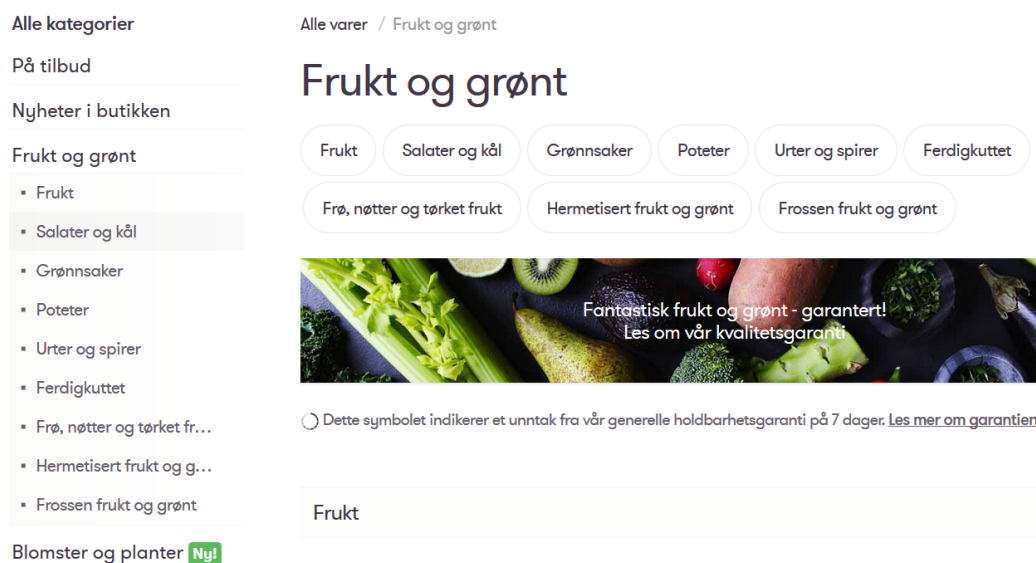 Alle kategorier
På tilbud
Nyheter i butikken
Frukt og grønt
Frukt
Salater og kål
Grønnsaker
Poteter
Urter og spirer
Ferdigkuttet
Frø, nøtter og tørket fr...
Hermetisert frukt og g...
Frossen frukt og grønt
Blomster og planter Ny!
Alle varer / Frukt og grønt
Frukt og grønt
Frukt Salater og kål Grønnsaker Poteter Urter og spirer Ferdigkuttet
Frø, nøtter og tørket frukt Hermetisert frukt og grønt Frossen frukt og grønt
Fantastisk frukt og grønt - garantert!
Les om vår kvalitetsgaranti
Dette symbolet indikerer et unntak fra vår generelle holdbarhetsgaranti på 7 dager. Les mer om garantien
Frukt